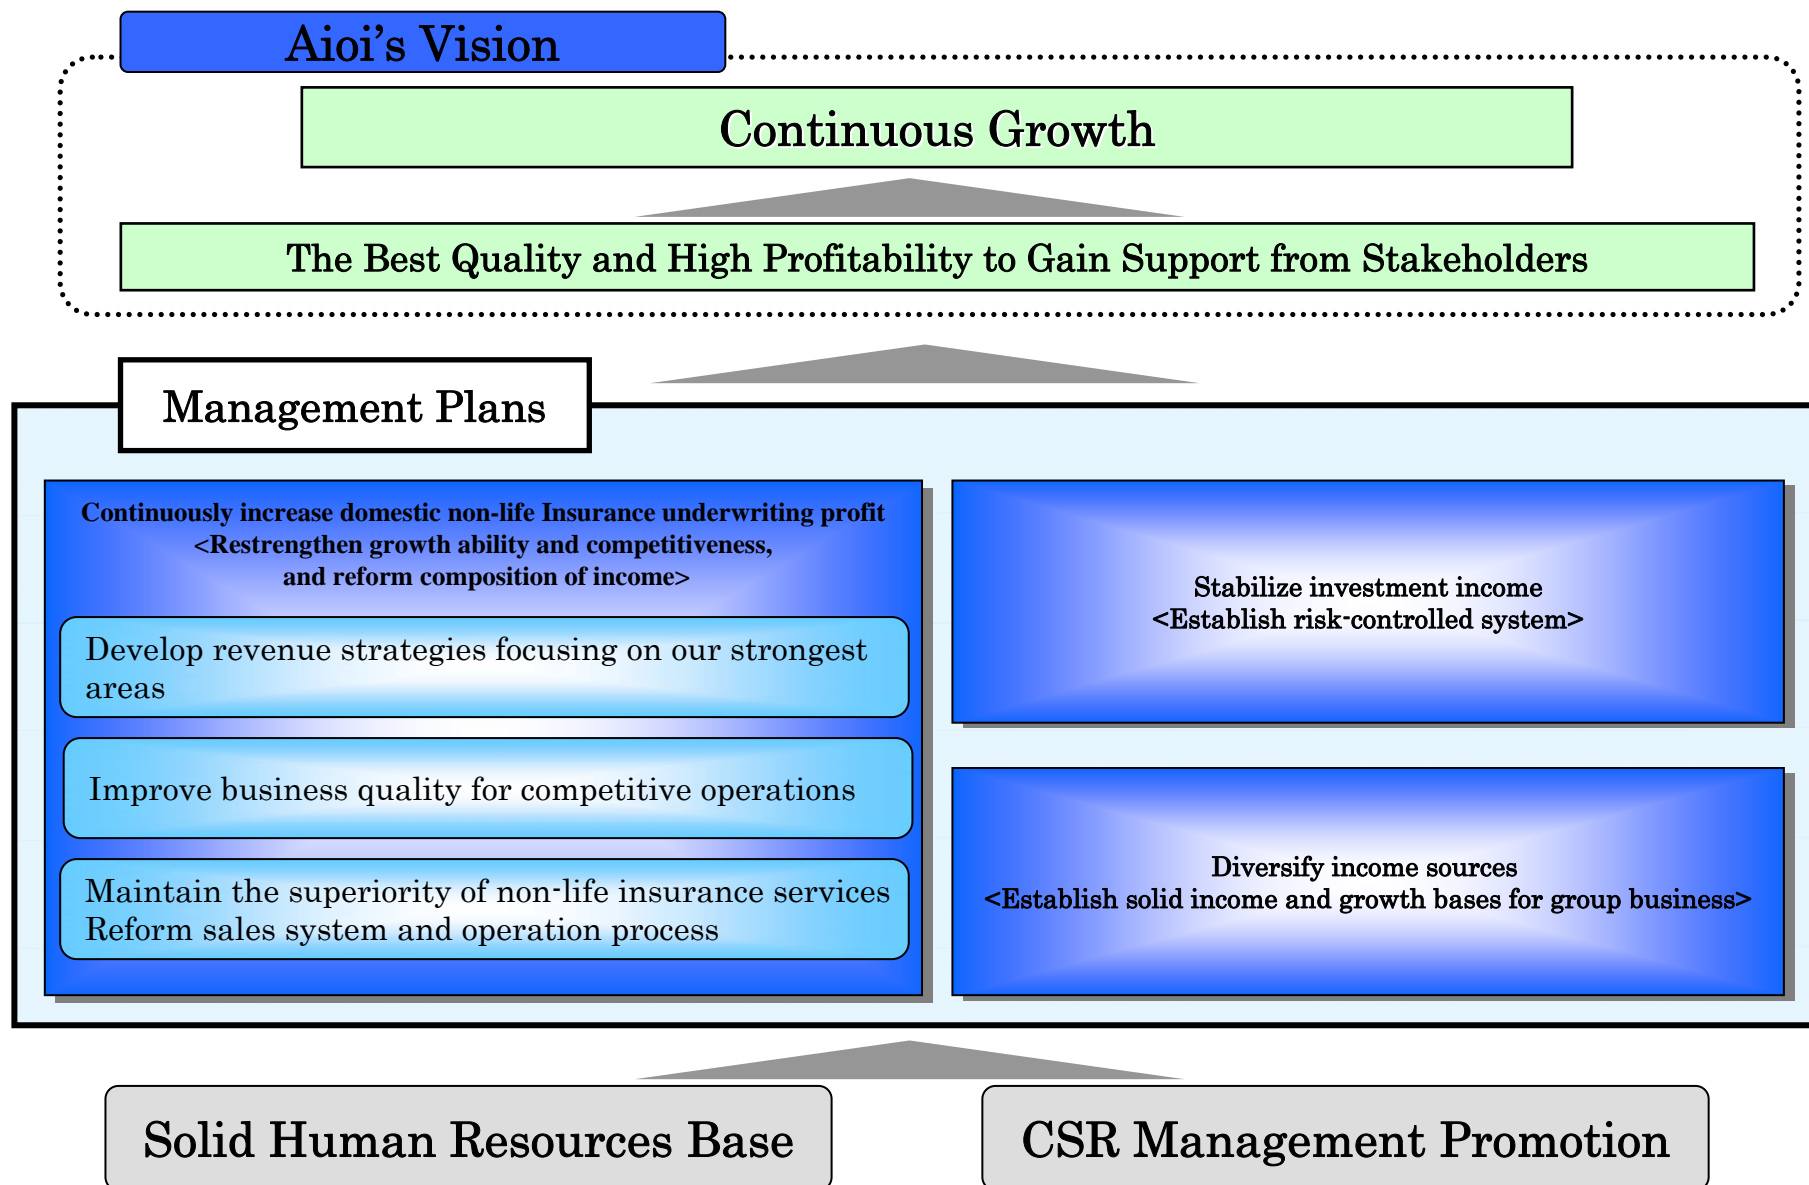 Aioi’s Vision
Continuous Growth
The Best Quality and High Profitability to Gain Support from Stakeholders
Management Plans
Continuously increase domestic non-life Insurance underwriting profit
<Restrengthen growth ability and competitiveness,
and reform composition of income>
Develop revenue strategies focusing on our strongest
areas
Improve business quality for competitive operations
Maintain the superiority of non-life insurance services
Reform sales system and operation process
Stabilize investment income
<Establish risk-controlled system>
Diversify income sources
<Establish solid income and growth bases for group business>
Solid Human Resources Base
CSR Management Promotion